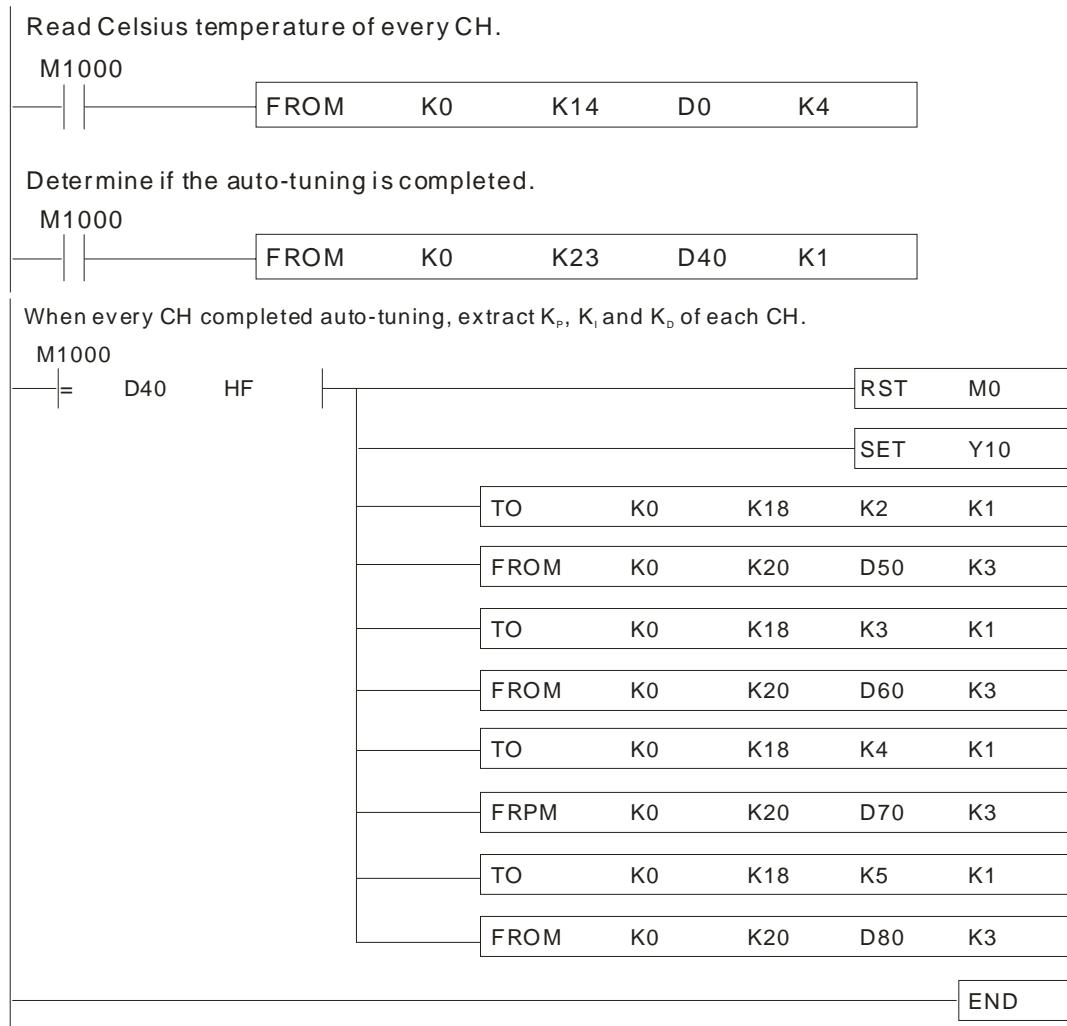 Read Celsius temperature of every CH.
M1000
FROM K0 K14 D0 K4
Determine if the auto-tuning is completed.
M1000
FROM K0 K23 D40 K1
When every CH completed auto-tuning, extract KP, KI and KD of each CH.
M1000
= D40 HF RST M0
SET Y10
TO K0 K18 K2 K1
FROM K0 K20 D50 K3
TO K0 K18 K3 K1
FROM K0 K20 D60 K3
TO K0 K18 K4 K1
FRPM K0 K20 D70 K3
TO K0 K18 K5 K1
FROM K0 K20 D80 K3
END